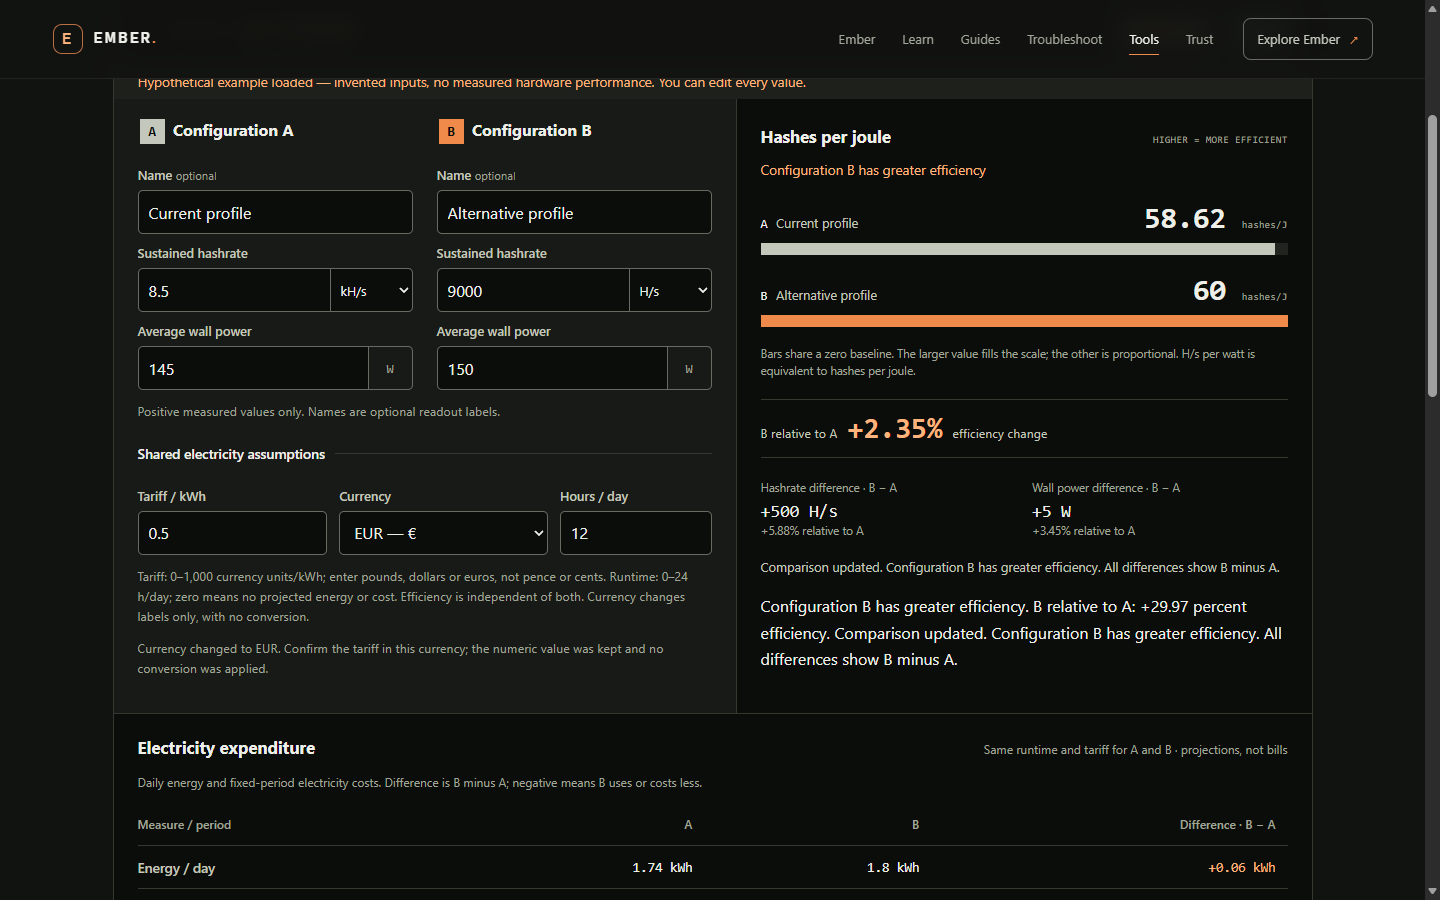 E EMBER.
Ember Learn Guides Troubleshoot Tools Trust Explore Ember ↗
Hypothetical example loaded — invented inputs, no measured hardware performance. You can edit every value.
A Configuration A
B Configuration B
Name optional
Name optional
Current profile
Alternative profile
Sustained hashrate
Sustained hashrate
8.5 kH/s
9000 H/s
Average wall power
Average wall power
145 W
150 W
Positive measured values only. Names are optional readout labels.
Shared electricity assumptions
Tariff / kWh
Currency
Hours / day
0.5
EUR — €
12
Tariff: 0–1,000 currency units/kWh; enter pounds, dollars or euros, not pence or cents. Runtime: 0–24
h/day; zero means no projected energy or cost. Efficiency is independent of both. Currency changes
labels only, with no conversion.
Currency changed to EUR. Confirm the tariff in this currency; the numeric value was kept and no
conversion was applied.
Hashes per joule
HIGHER = MORE EFFICIENT
Configuration B has greater efficiency
A Current profile 58.62 hashes/J
B Alternative profile 60 hashes/J
Bars share a zero baseline. The larger value fills the scale; the other is proportional. H/s per watt is
equivalent to hashes per joule.
B relative to A +2.35% efficiency change
Hashrate difference · B − A
Wall power difference · B − A
+500 H/s
+5 W
+5.88% relative to A
+3.45% relative to A
Comparison updated. Configuration B has greater efficiency. All differences show B minus A.
Configuration B has greater efficiency. B relative to A: +29.97 percent
efficiency. Comparison updated. Configuration B has greater efficiency. All
differences show B minus A.
Electricity expenditure
Same runtime and tariff for A and B · projections, not bills
Daily energy and fixed-period electricity costs. Difference is B minus A; negative means B uses or costs less.
Measure / period A B Difference · B − A
Energy / day 1.74 kWh 1.8 kWh +0.06 kWh